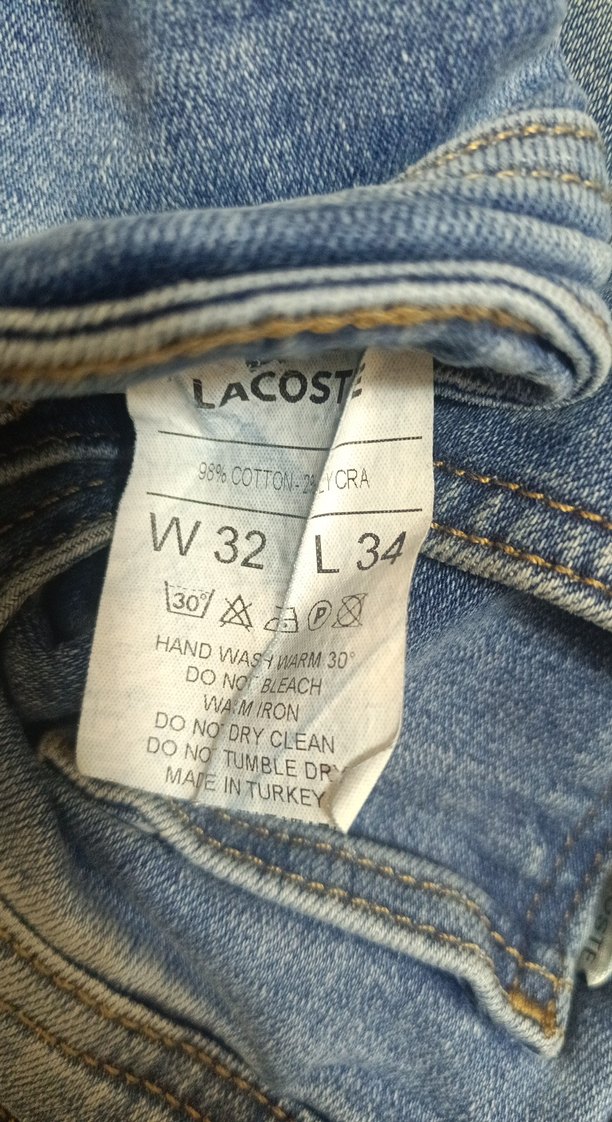 LACOSTE
98% COTTON - 2% LYCRA
W 32 L 34
30° P
HAND WASH WARM 30°
DO NOT BLEACH
WARM IRON
DO NOT DRY CLEAN
DO NOT TUMBLE DRY
MADE IN TURKEY